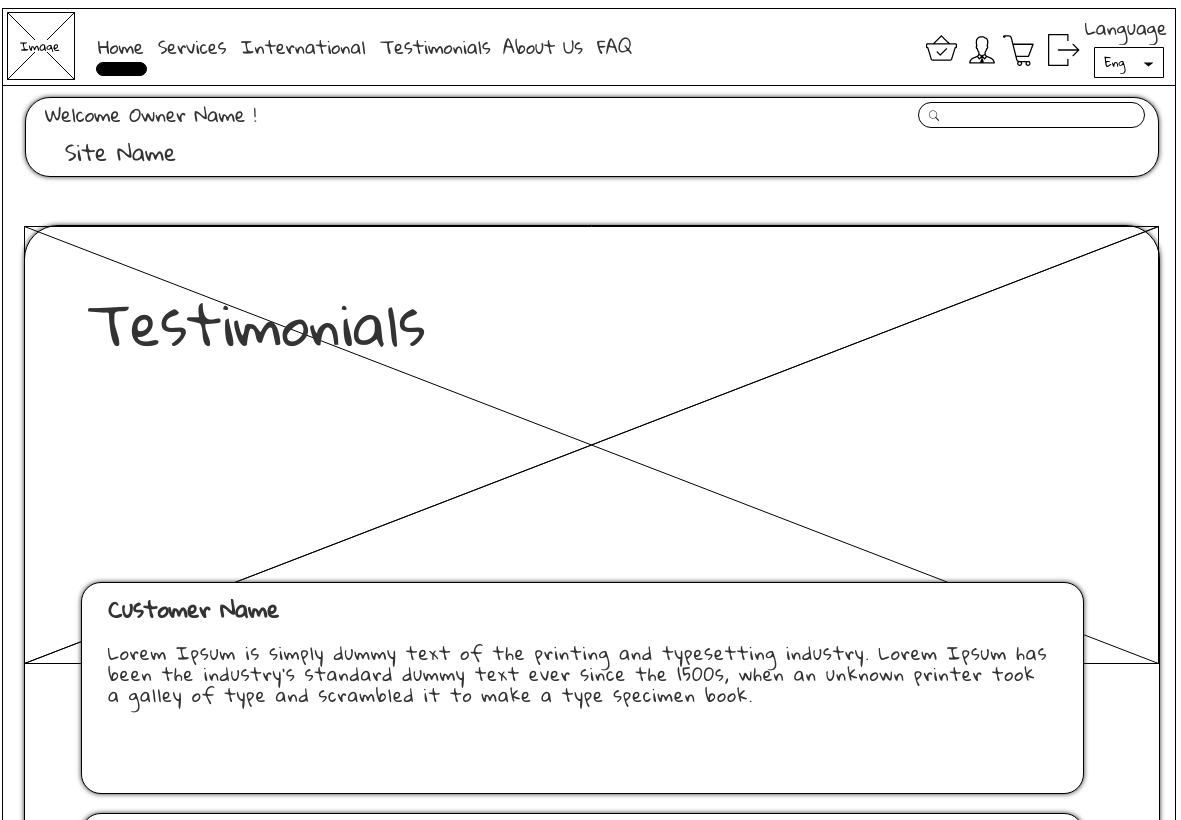 Image
Home Services International Testimonials About Us FAQ
Language
Eng
Welcome Owner Name !
Site Name
Testimonials
Customer Name
Lorem Ipsum is simply dummy text of the printing and typesetting industry. Lorem Ipsum has
been the industry's standard dummy text ever since the 1500s, when an unknown printer took
a galley of type and scrambled it to make a type specimen book.